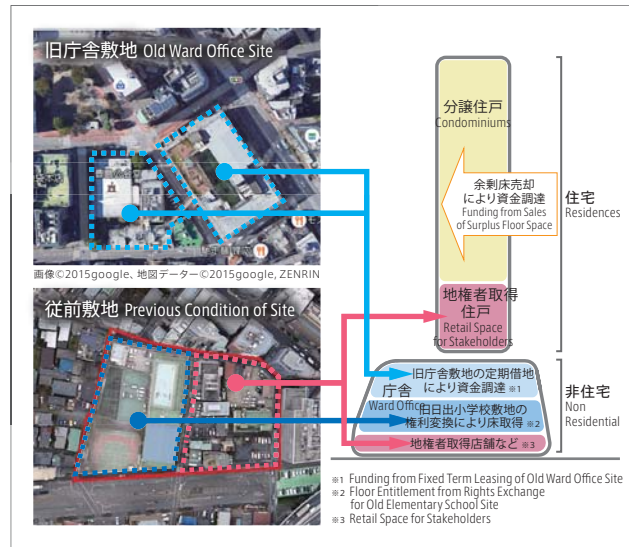 旧庁舎敷地 Old Ward Office Site
画像©2015google、地図データー©2015google, ZENRIN
従前敷地 Previous Condition of Site
分譲住戸
Condominiums
余剰床売却
により資金調達
Funding from Sales
of Surplus Floor Space
住宅
Residences
地権者取得
住戸
Retail Space
for Stakeholders
旧庁舎敷地の定期借地
により資金調達 ※1
庁舎
Ward Office
旧日出小学校敷地の
権利変換により床取得 ※2
地権者取得店舗など ※3
非住宅
Non
Residential
※1 Funding from Fixed Term Leasing of Old Ward Office Site
※2 Floor Entitlement from Rights Exchange
for Old Elementary School Site
※3 Retail Space for Stakeholders